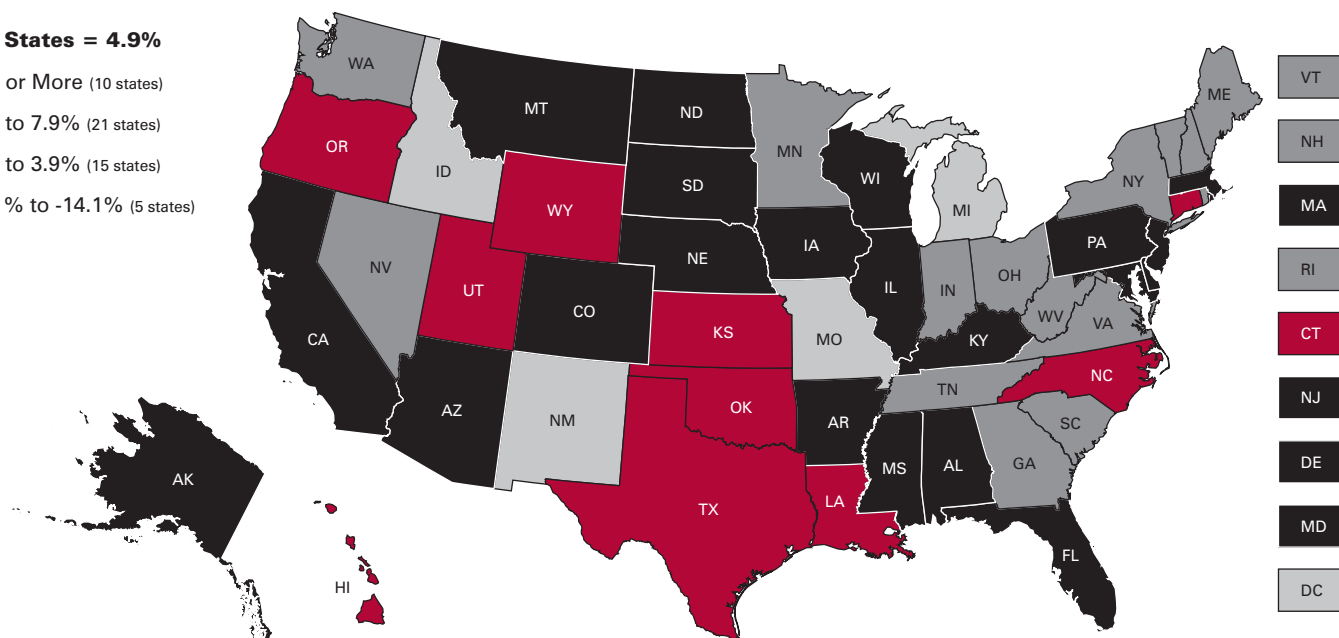 States = 4.9%
or More (10 states)
to 7.9% (21 states)
to 3.9% (15 states)
% to -14.1% (5 states)
WA
OR
ID
MT
ND
MN
SD
WY
NV
UT
CA
CO
NE
IA
WI
MI
IL
IN
OH
PA
NY
ME
WV
VA
KY
KS
MO
TN
NC
SC
AZ
NM
OK
AR
MS
AL
GA
TX
LA
FL
AK
HI
VT
NH
MA
RI
CT
NJ
DE
MD
DC